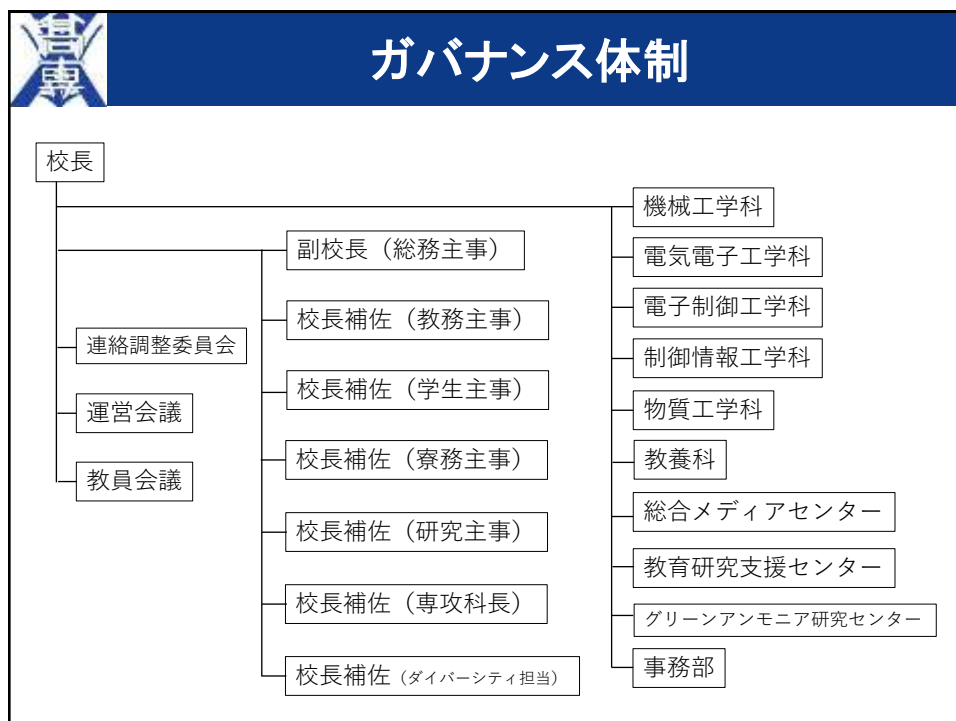 高専
ガバナンス体制
校長
副校長（総務主事）
校長補佐（教務主事）
校長補佐（学生主事）
校長補佐（寮務主事）
校長補佐（研究主事）
校長補佐（専攻科長）
校長補佐（ダイバーシティ担当）
連絡調整委員会
運営会議
教員会議
機械工学科
電気電子工学科
電子制御工学科
制御情報工学科
物質工学科
教養科
総合メディアセンター
教育研究支援センター
グリーンアンモニア研究センター
事務部